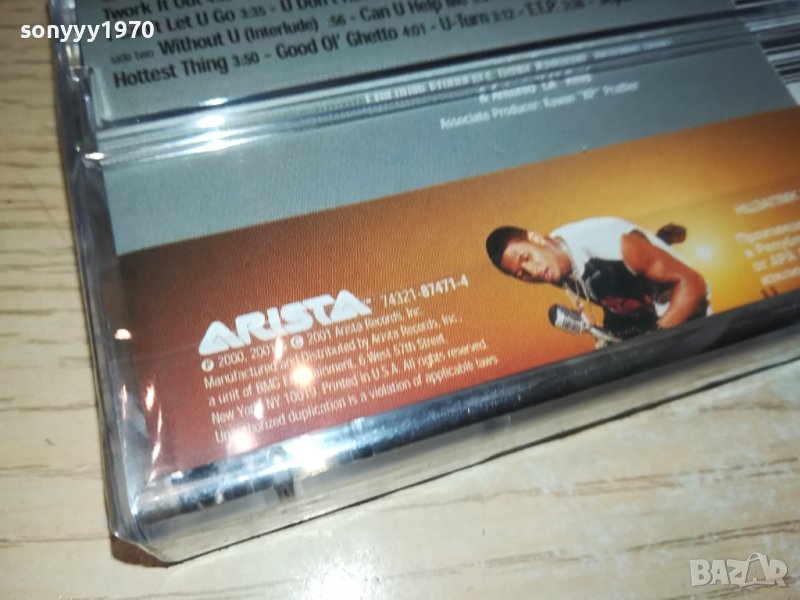 sonyyy1970
Twork It Out
Let U Go 3:35 - U Don't
side two Without U (Interlude) :56 - Can U Help Me
Hottest Thing 3:50 - Good Ol' Ghetto 4:01 - U-Turn 3:12 - T.T.P. 3:38 -
Associate Producer:
ARISTA 74321-87471-4
℗ 2000, 2001 © 2001 Arista Records, Inc.
Manufactured and Distributed by Arista Records, Inc.,
a unit of BMG Entertainment, 6 West 57th Street
New York, NY 10019. Printed in U.S.A. All rights reserved.
Unauthorized duplication is a violation of applicable laws.
от АРА
BAZAR